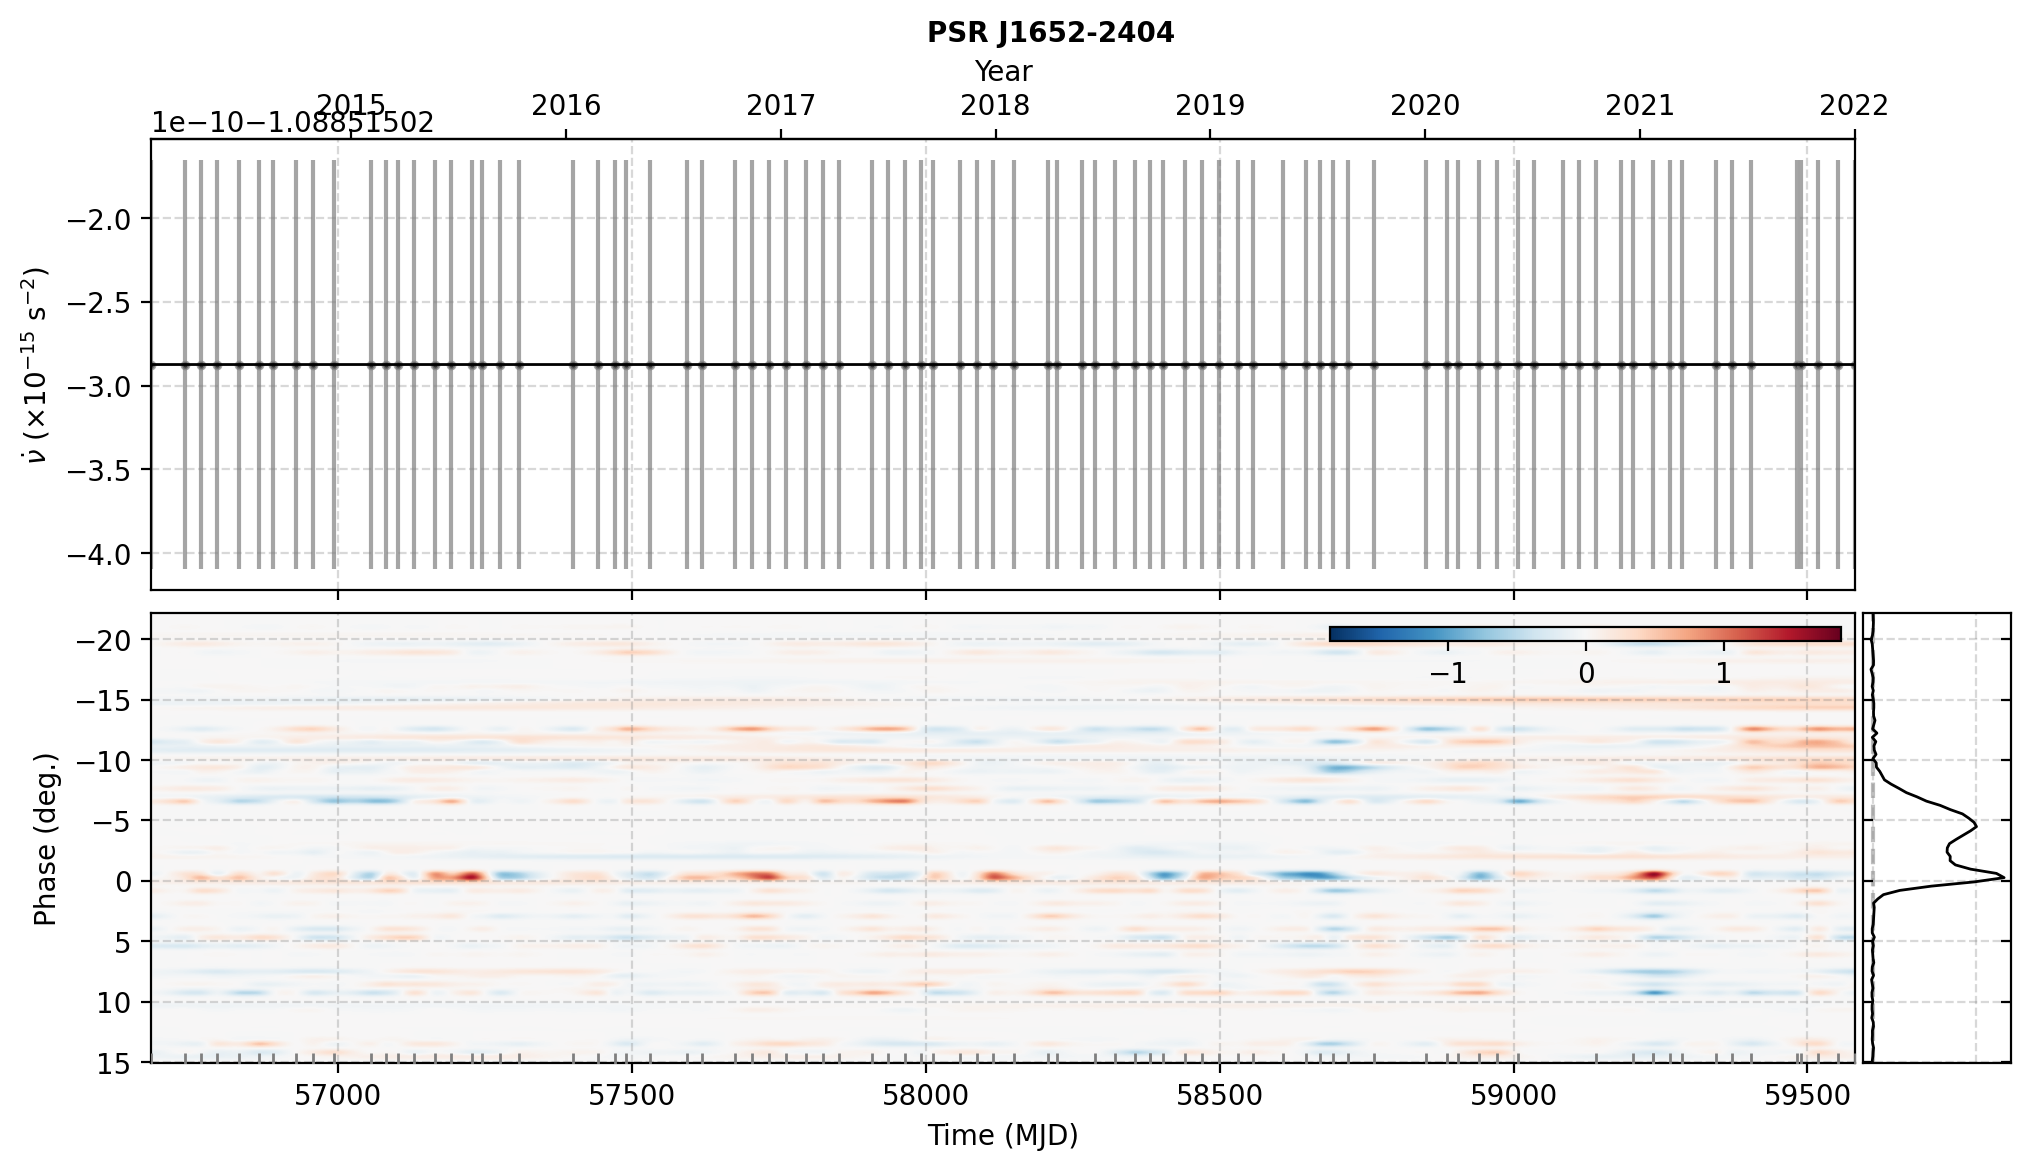 PSR J1652-2404
Year
2015 2016 2017 2018 2019 2020 2021 2022
1e−10−1.08851502
−2.0
−2.5
−3.0
−3.5
−4.0
ν̇ (×10⁻¹⁵ s⁻²)
−20
−15
−10
−5
0
5
10
15
Phase (deg.)
−1 0 1
57000 57500 58000 58500 59000 59500
Time (MJD)